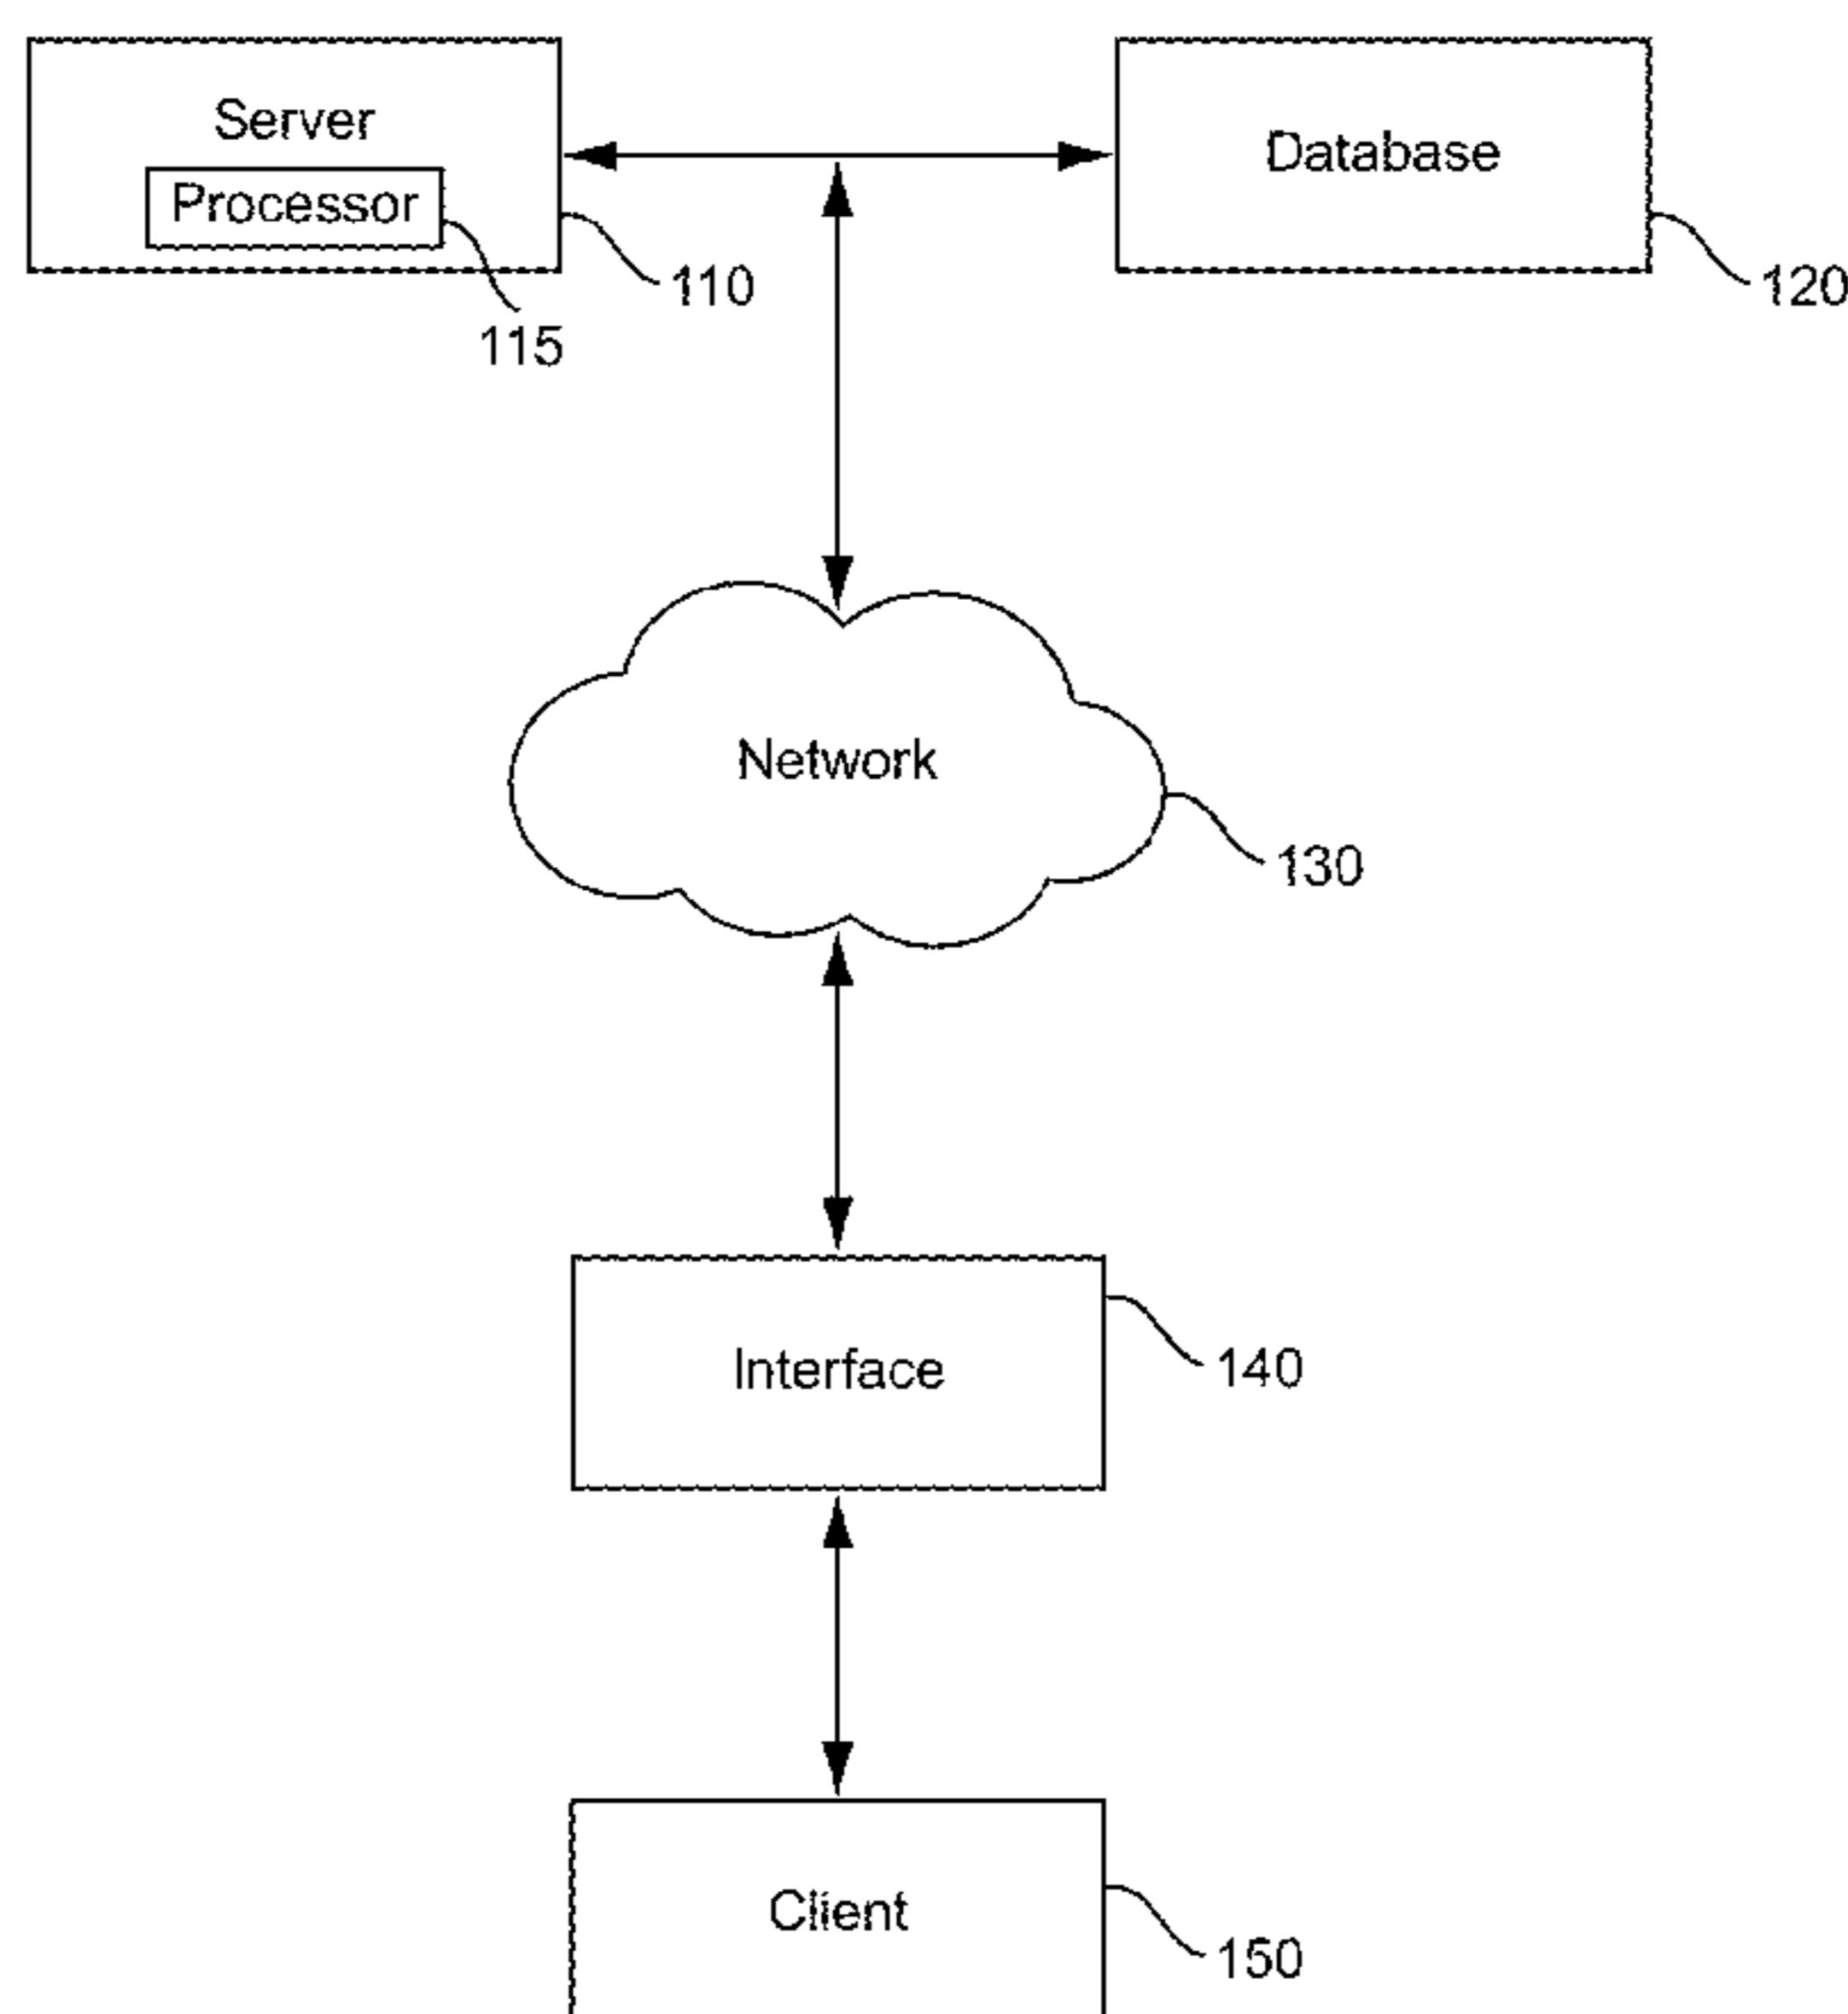 Server
Processor
Database
110
120
115
Network
130
Interface
140
Client
150